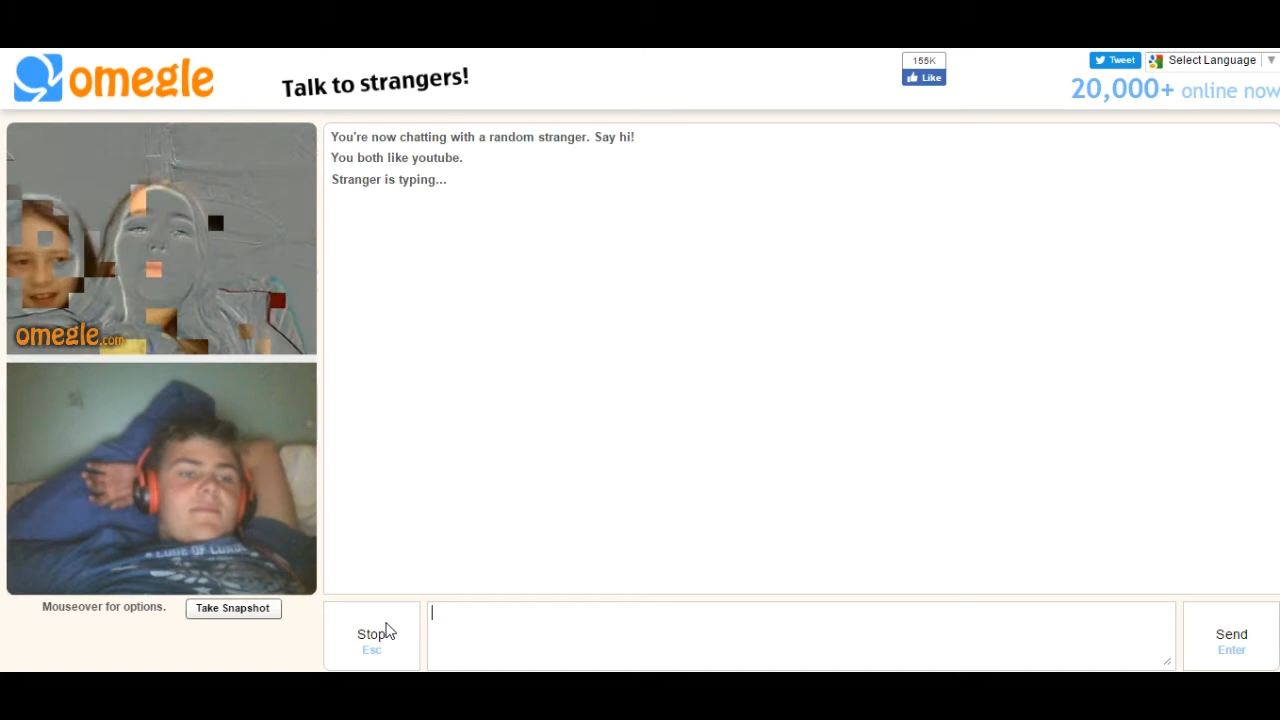 omegle
Talk to strangers!
155K
Like
Tweet
Select Language
20,000+ online now
You're now chatting with a random stranger. Say hi!
You both like youtube.
Stranger is typing...
omegle.com
Mouseover for options.
Take Snapshot
Stop
Esc
Send
Enter